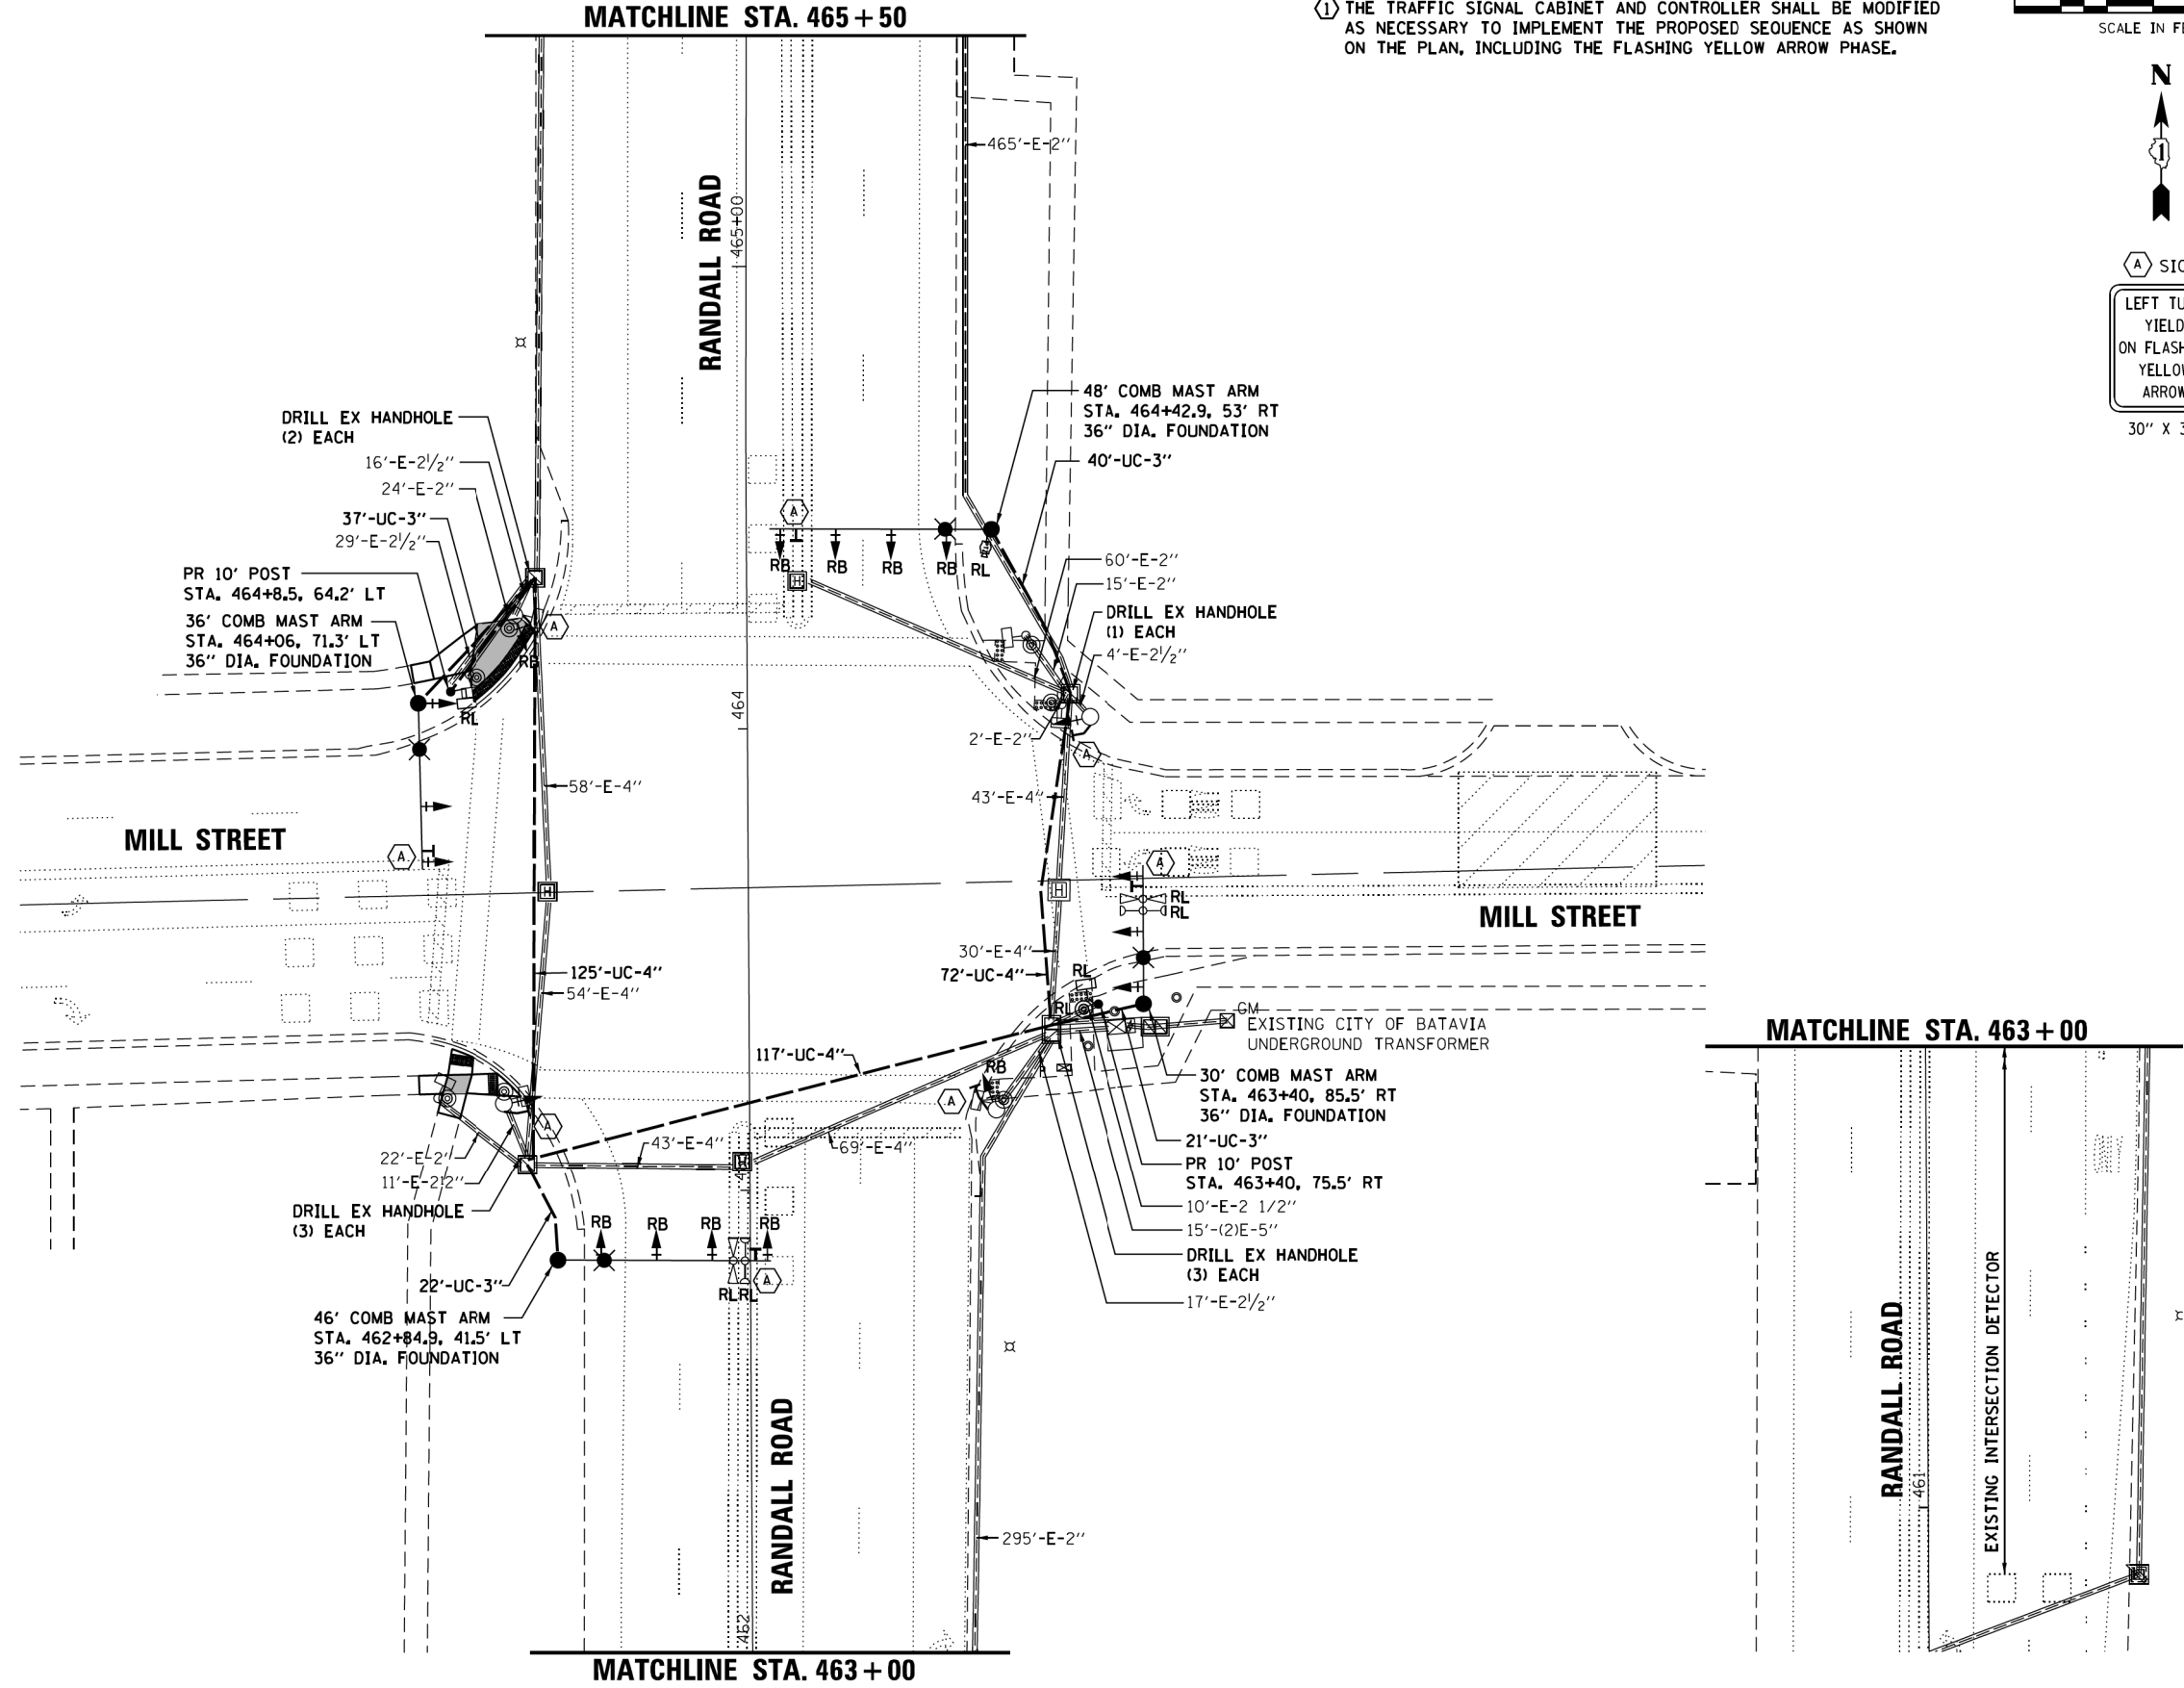 MATCHLINE STA. 465+50
① THE TRAFFIC SIGNAL CABINET AND CONTROLLER SHALL BE MODIFIED
AS NECESSARY TO IMPLEMENT THE PROPOSED SEQUENCE AS SHOWN
ON THE PLAN, INCLUDING THE FLASHING YELLOW ARROW PHASE.
SCALE IN
N
1
A
LEFT
YIELD
ON
30" X
465'-E-2"
RANDALL ROAD
465+00
DRILL EX HANDHOLE
(2) EACH
16'-E-2½"
24'-E-2"
37'-UC-3"
29'-E-2½"
PR 10' POST
STA. 464+8.5, 64.2' LT
36' COMB MAST ARM
STA. 464+06, 71.3' LT
36" DIA. FOUNDATION
48' COMB MAST ARM
STA. 464+42.9, 53' RT
36" DIA. FOUNDATION
40'-UC-3"
A
RB
RB
RB
RB
RL
H
60'-E-2"
15'-E-2"
DRILL EX HANDHOLE
(1) EACH
4'-E-2½"
A
RB
RL
464
2'-E-2"
A
58'-E-4"
43'-E-4"
MILL STREET
A
A
H
H
RL
RL
MILL STREET
30'-E-4"
72'-UC-4"
125'-UC-4"
54'-E-4"
RL
RL
GM
EXISTING CITY OF BATAVIA
UNDERGROUND TRANSFORMER
117'-UC-4"
RB
A
A
30' COMB MAST ARM
STA. 463+40, 85.5' RT
36" DIA. FOUNDATION
21'-UC-3"
PR 10' POST
STA. 463+40, 75.5' RT
10'-E-2 1/2"
15'-(2)E-5"
DRILL EX HANDHOLE
(3) EACH
17'-E-2½"
43'-E-4"
69'-E-4"
H
22'-E-2"
11'-E-2
DRILL EX HANDHOLE
(3) EACH
RB
RB
RB
RB
A
RL
RL
22'-UC-3"
46' COMB MAST ARM
STA. 462+84.9, 41.5' LT
36" DIA. FOUNDATION
RANDALL ROAD
295'-E-2"
462
MATCHLINE STA. 463+00
MATCHLINE STA. 463+00
RANDALL ROAD
461
EXISTING INTERSECTION DETECTOR